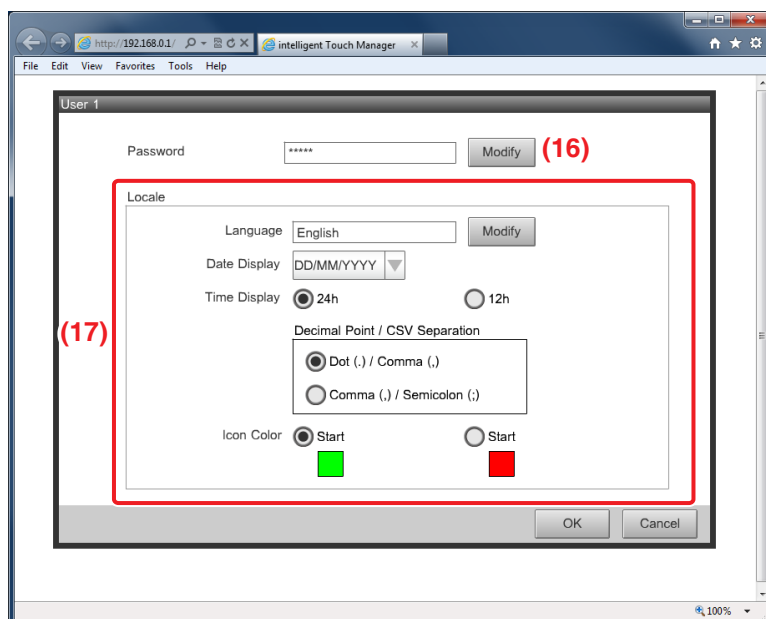 http://192.168.0.1/ intelligent Touch Manager
File Edit View Favorites Tools Help
User 1
Password ***** Modify (16)
Locale
Language English Modify
Date Display DD/MM/YYYY
Time Display 24h 12h
(17)
Decimal Point / CSV Separation
Dot (.) / Comma (,)
Comma (,) / Semicolon (;)
Icon Color Start Start
OK Cancel
100%